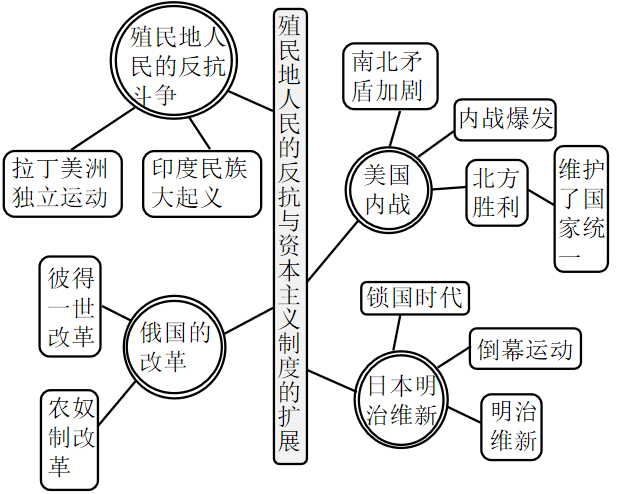 殖民地人
民的反抗
斗争
拉丁美洲
独立运动
印度民族
大起义
彼得
一世
改革
俄国的
改革
农奴
制改
革
殖民地人民的反抗与资本主义制度的扩展
南北矛
盾加剧
内战爆发
美国
内战
北方
胜利
维护
了国
家统
一
锁国时代
倒幕运动
日本明
治维新
明治
维新